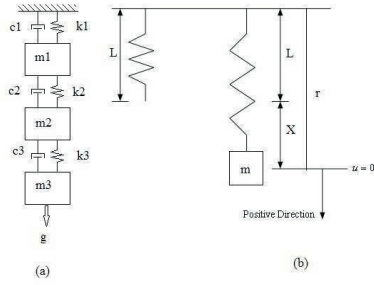 c1 k1
m1
c2 k2
m2
c3 k3
m3
g
(a)
L
L
r
X
m
u = 0
Positive Direction
(b)